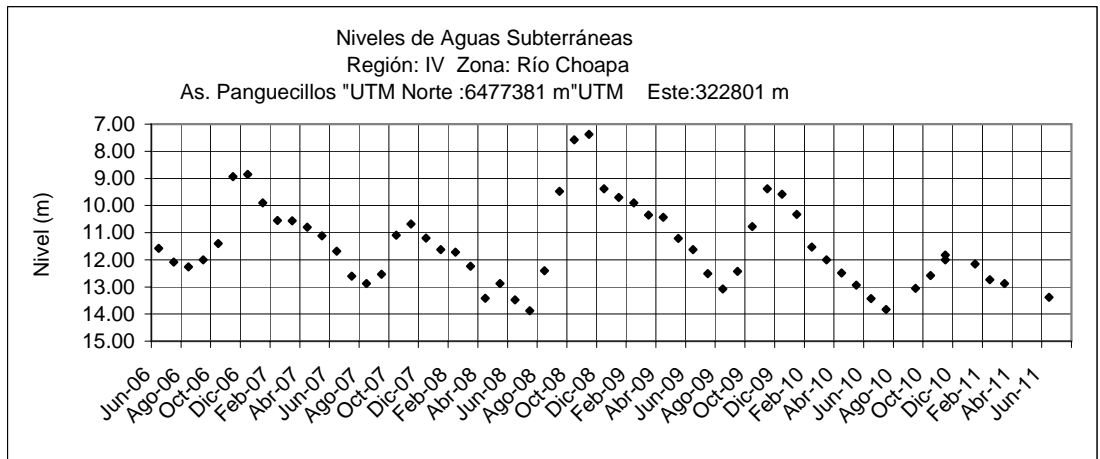 Niveles de Aguas Subterráneas
Región: IV Zona: Río Choapa
As. Panguecillos "UTM Norte :6477381 m"UTM Este:322801 m
Nivel (m)
7.00
8.00
9.00
10.00
11.00
12.00
13.00
14.00
15.00
Jun-06
Ago-06
Oct-06
Dic-06
Feb-07
Abr-07
Jun-07
Ago-07
Oct-07
Dic-07
Feb-08
Abr-08
Jun-08
Ago-08
Oct-08
Dic-08
Feb-09
Abr-09
Jun-09
Ago-09
Oct-09
Dic-09
Feb-10
Abr-10
Jun-10
Ago-10
Oct-10
Dic-10
Feb-11
Abr-11
Jun-11